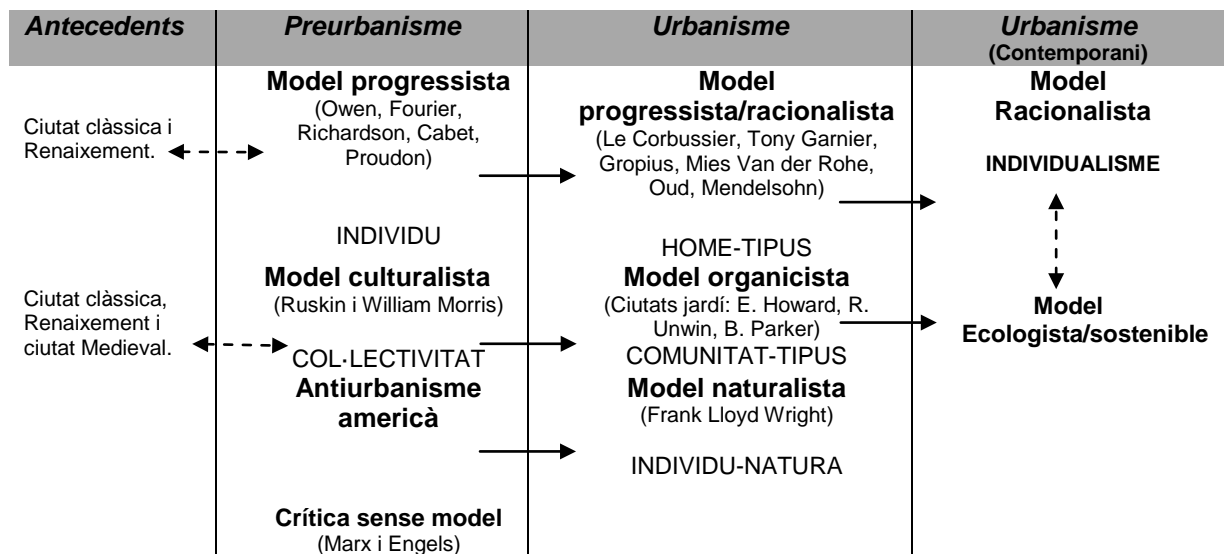 Antecedents
Preurbanisme
Urbanisme
Urbanisme
(Contemporani)
Ciutat clàssica i
Renaixement.
Ciutat clàssica,
Renaixement i
ciutat Medieval.
Model progressista
(Owen, Fourier,
Richardson, Cabet,
Proudon)
INDIVIDU
Model culturalista
(Ruskin i William Morris)
COL·LECTIVITAT
Antiurbanisme
americà
Crítica sense model
(Marx i Engels)
Model
progressista/racionalista
(Le Corbussier, Tony Garnier,
Gropius, Mies Van der Rohe,
Oud, Mendelsohn)
HOME-TIPUS
Model organicista
(Ciutats jardí: E. Howard, R.
Unwin, B. Parker)
COMUNITAT-TIPUS
Model naturalista
(Frank Lloyd Wright)
INDIVIDU-NATURA
Model
Racionalista
INDIVIDUALISME
Model
Ecologista/sostenible